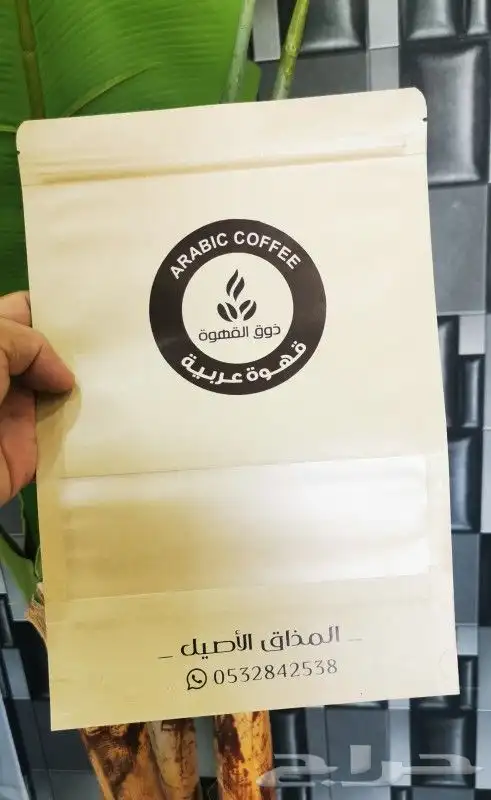 ARABIC COFFEE
ذوق القهوة
قهوة عربية
_ المذاق الأصيل _
0532842538
حراج